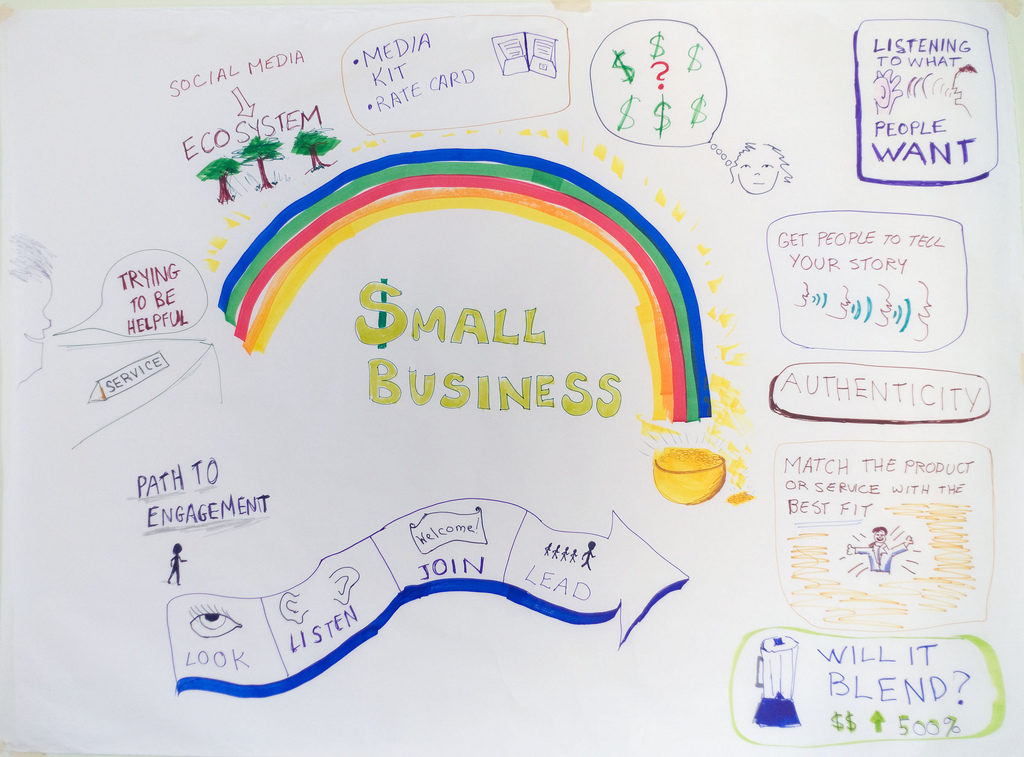 SOCIAL MEDIA
ECOSYSTEM
• MEDIA
KIT
• RATE CARD
$ $ $
?
$ $ $
LISTENING
TO WHAT
PEOPLE
WANT
TRYING
TO BE
HELPFUL
SERVICE
$MALL
BUSINESS
GET PEOPLE TO TELL
YOUR STORY
AUTHENTICITY
MATCH THE PRODUCT
OR SERVICE WITH THE
BEST FIT
PATH TO
ENGAGEMENT
LOOK
LISTEN
Welcome!
JOIN
LEAD
WILL IT
BLEND?
$$ ↑ 500%